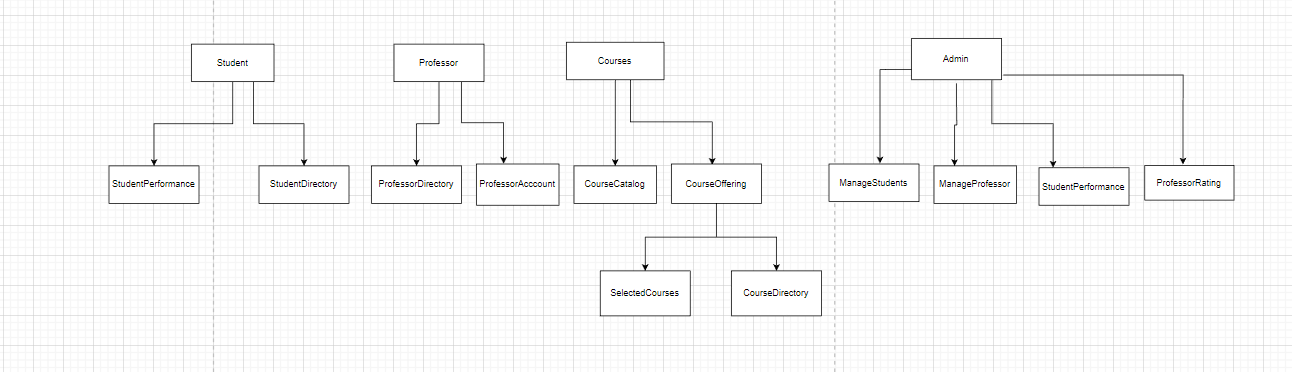 Student
Professor
Courses
Admin
StudentPerformance
StudentDirectory
ProfessorDirectory
ProfessorAcccount
CourseCatalog
CourseOffering
ManageStudents
ManageProfessor
StudentPerformance
ProfessorRating
SelectedCourses
CourseDirectory